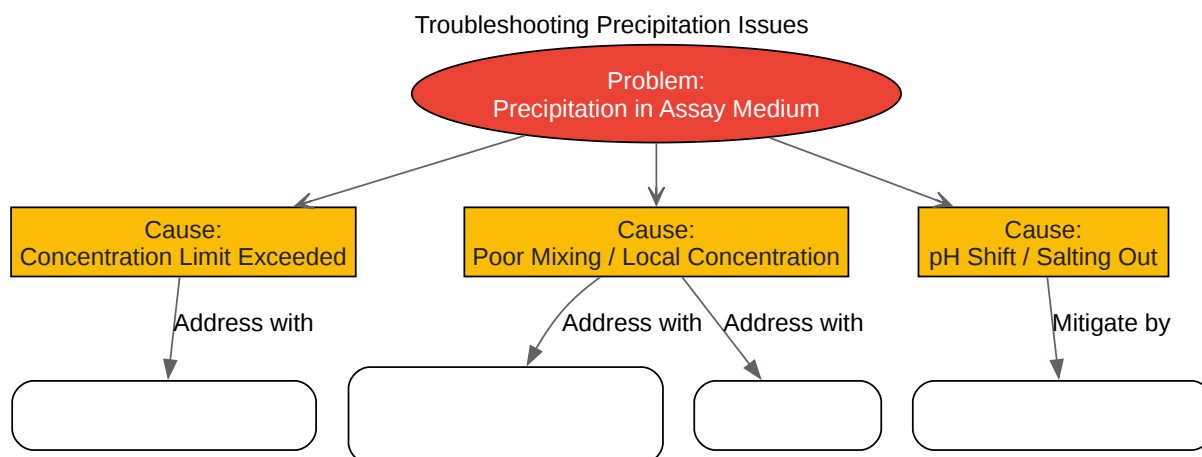 Troubleshooting Precipitation Issues
Problem:
Precipitation in Assay Medium
Cause:
Concentration Limit Exceeded
Cause:
Poor Mixing / Local Concentration
Cause:
pH Shift / Salting Out
Address with
Address with
Address with
Mitigate by